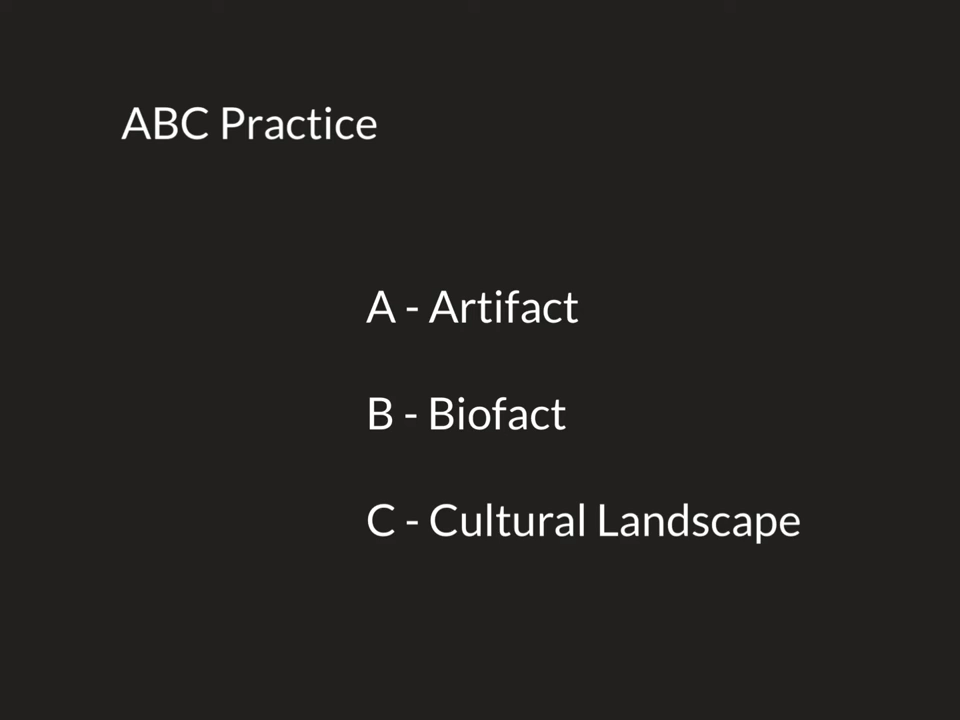 ABC Practice
A - Artifact
B - Biofact
C - Cultural Landscape